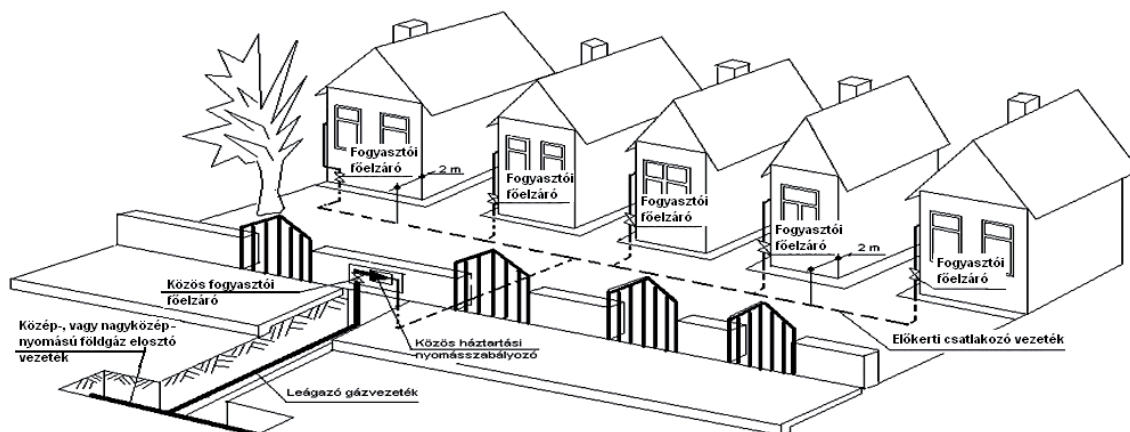 Fogyasztói
főelzáró
2 m
Fogyasztói
főelzáró
Fogyasztói
főelzáró
Fogyasztói
főelzáró
2 m
Fogyasztói
főelzáró
Közös fogyasztói
főelzáró
Közép-, vagy nagyközép -
nyomású földgáz elosztó
vezeték
Közös háztartási
nyomásszabályozó
Előkerti csatlakozó vezeték
Leágazó gázvezeték